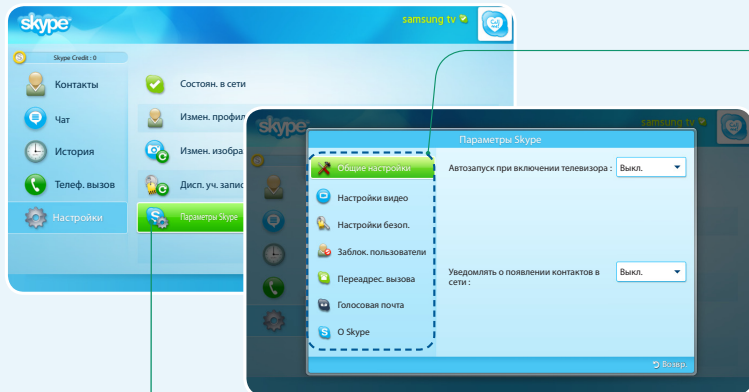 skype
samsung tv
Skype Credit : 0
Контакты
Чат
История
Телеф. вызов
Настройки
Состоян. в сети
Измен. профил
Измен. изобра
Дисп. уч. запис
Параметры Skype
skype
samsung tv
Параметры Skype
Общие настройки
Настройки видео
Настройки безоп.
Заблок. пользователи
Переадрес. вызова
Голосовая почта
О Skype
Автозапуск при включении телевизора : Выкл.
Уведомлять о появлении контактов в
сети :
Выкл.
Возвр.